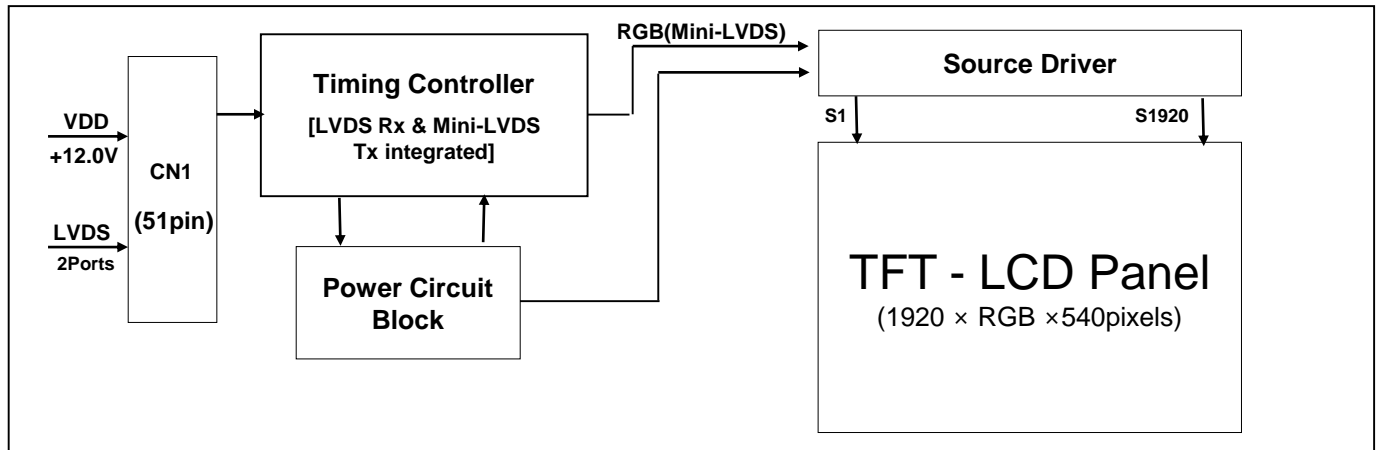 VDD
+12.0V
LVDS
2Ports
CN1
(51pin)
Timing Controller
[LVDS Rx & Mini-LVDS
Tx integrated]
Power Circuit
Block
RGB(Mini-LVDS)
Source Driver
S1
S1920
TFT - LCD Panel
(1920 × RGB ×540pixels)